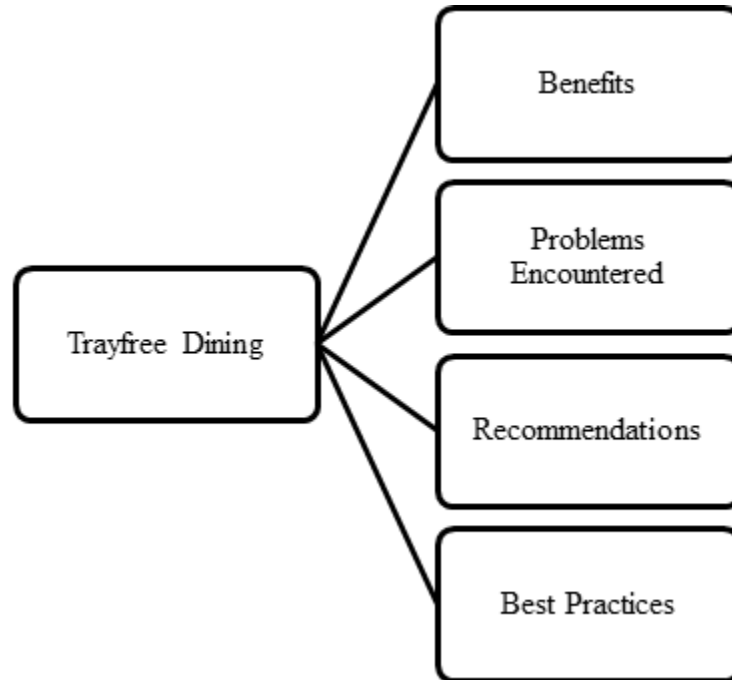 Benefits
Problems
Encountered
Trayfree Dining
Recommendations
Best Practices